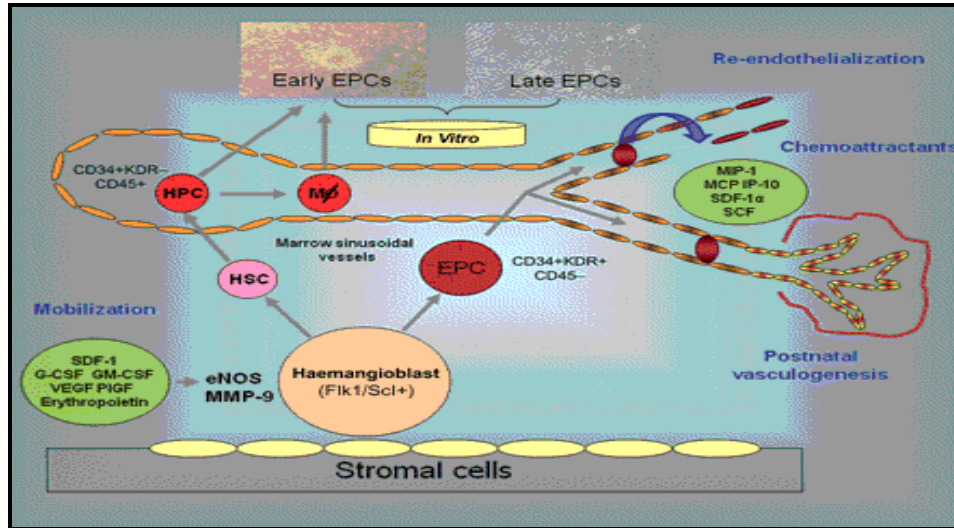 Early EPCs
Late EPCs
Re-endothelialization
In Vitro
CD34+KDR–
CD45+
HPC
MØ
Chemoattractants
MIP-1
MCP IP-10
SDF-1α
SCF
Marrow sinusoidal
vessels
HSC
EPC
CD34+KDR+
CD45–
Mobilization
SDF-1
G-CSF GM-CSF
VEGF PlGF
Erythropoietin
eNOS
MMP-9
Haemangioblast
(Flk1/Scl+)
Postnatal
vasculogenesis
Stromal cells